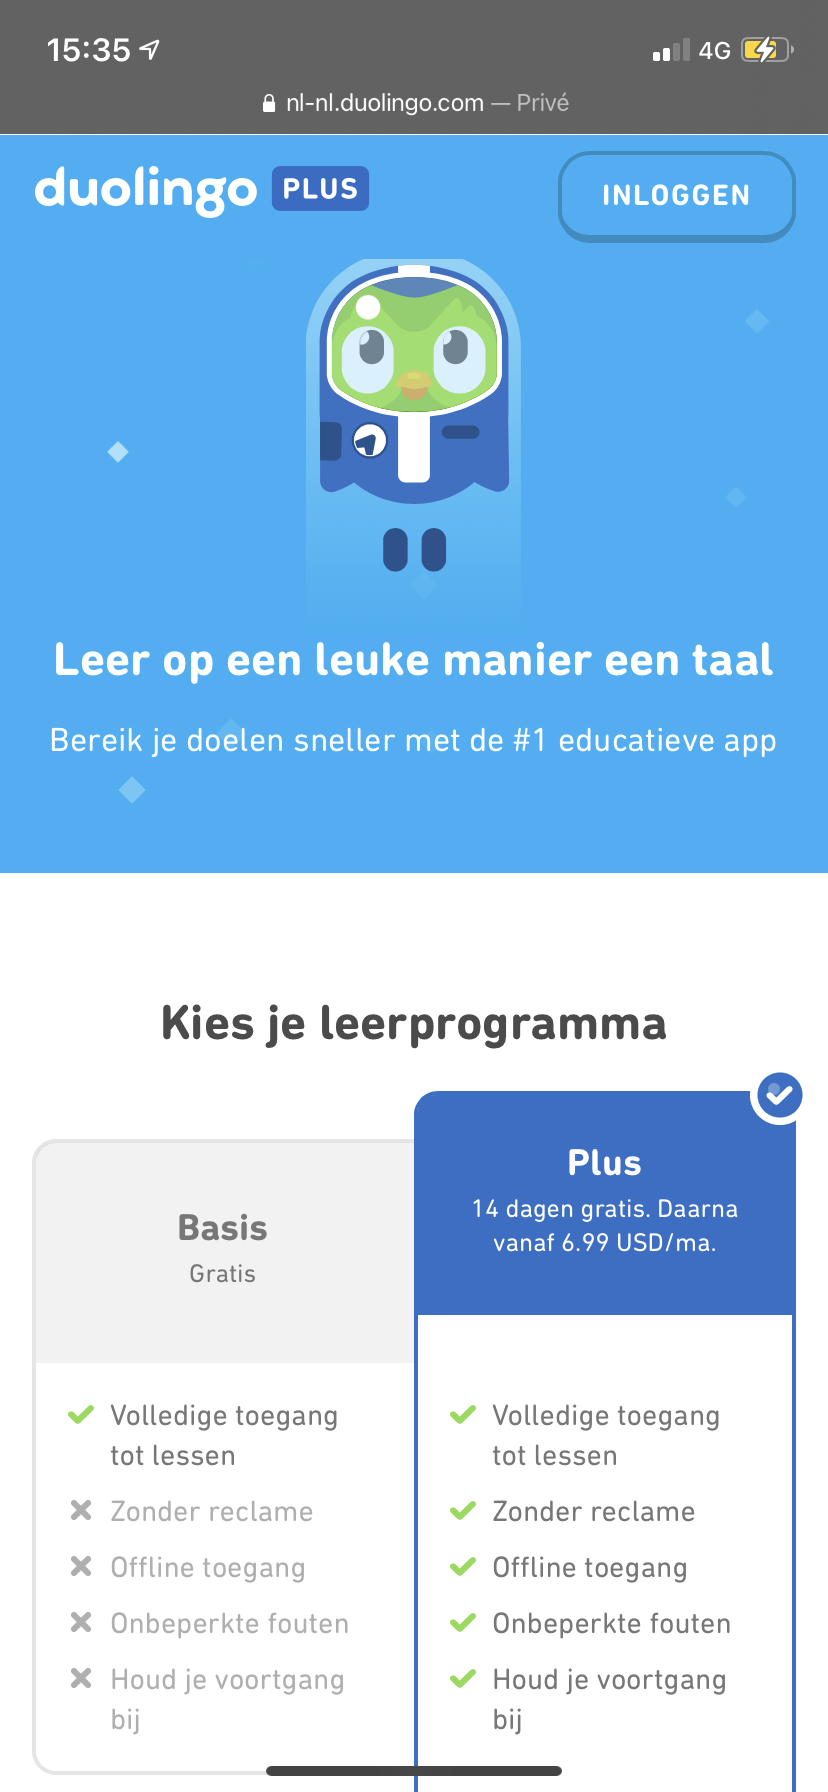 15:35
4G
nl-nl.duolingo.com — Privé
duolingo PLUS
INLOGGEN
Leer op een leuke manier een taal
Bereik je doelen sneller met de #1 educatieve app
Kies je leerprogramma
Basis
Gratis
Volledige toegang
tot lessen
Zonder reclame
Offline toegang
Onbeperkte fouten
Houd je voortgang
bij
Plus
14 dagen gratis. Daarna
vanaf 6.99 USD/ma.
Volledige toegang
tot lessen
Zonder reclame
Offline toegang
Onbeperkte fouten
Houd je voortgang
bij